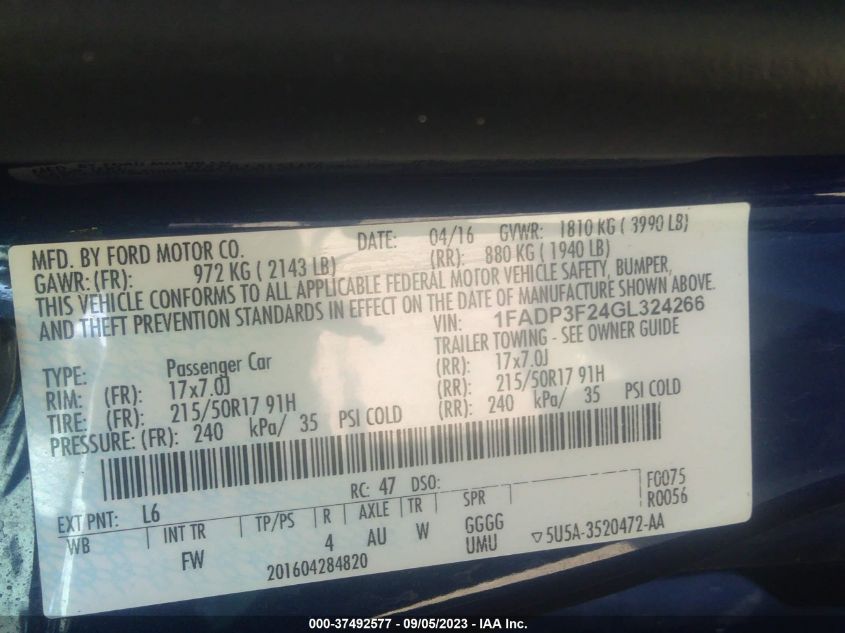 MFD. BY FORD MOTOR CO. DATE: 04/16 GVWR: 1810 KG ( 3990 LB)
GAWR: (FR): 972 KG ( 2143 LB) (RR): 880 KG ( 1940 LB)
THIS VEHICLE CONFORMS TO ALL APPLICABLE FEDERAL MOTOR VEHICLE SAFETY, BUMPER,
AND THEFT PREVENTION STANDARDS IN EFFECT ON THE DATE OF MANUFACTURE SHOWN ABOVE.
VIN: 1FADP3F24GL324266
TYPE: Passenger Car TRAILER TOWING - SEE OWNER GUIDE
RIM: (FR): 17x7.0J (RR): 17x7.0J
TIRE: (FR): 215/50R17 91H (RR): 215/50R17 91H
PRESSURE: (FR): 240 kPa/ 35 PSI COLD (RR): 240 kPa/ 35 PSI COLD
EXT PNT: L6 RC: 47 DSO: F0075
WB INT TR TP/PS R AXLE TR SPR R0056
FW 4 AU W GGGG
UMU
201604284820 ▽5U5A-3520472-AA
000-37492577 - 09/05/2023 - IAA Inc.